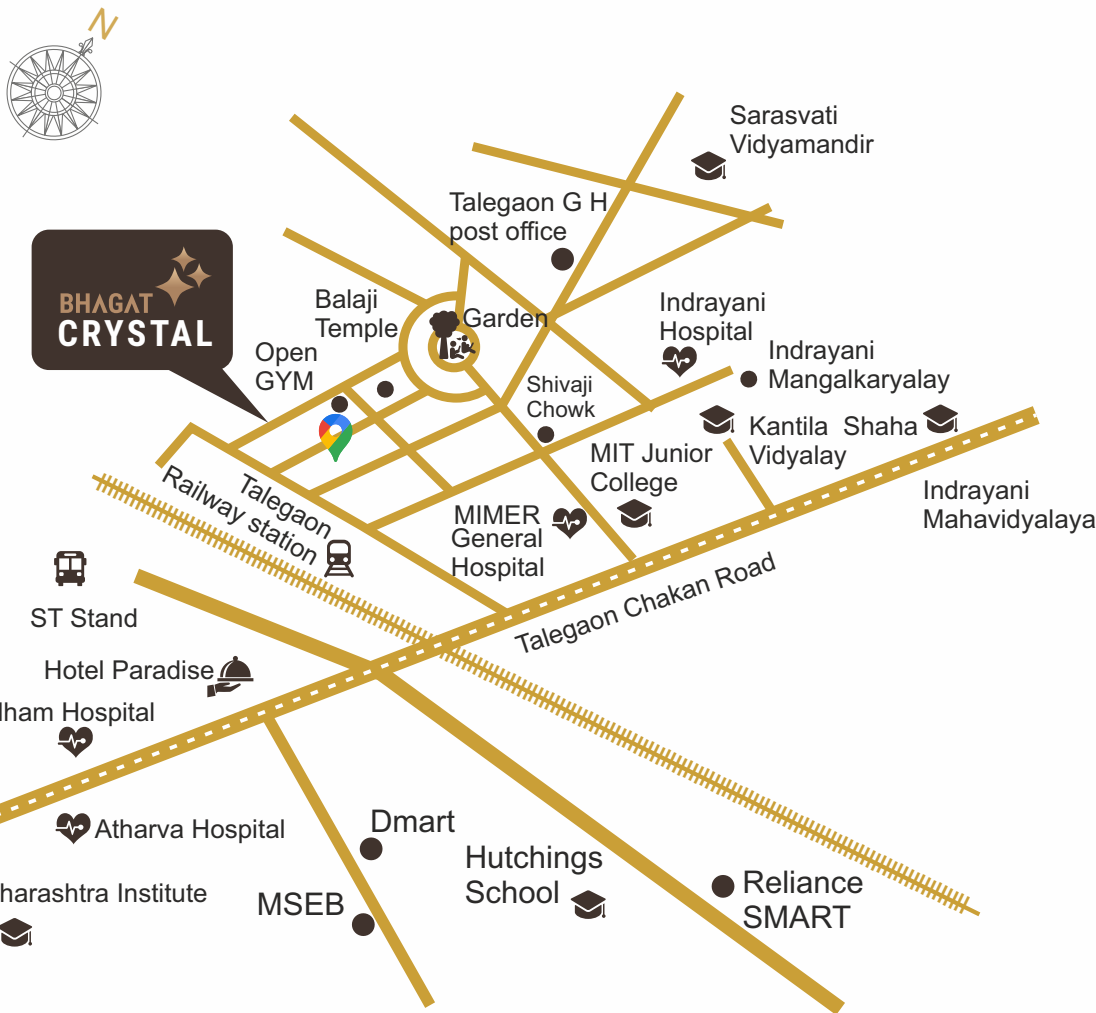 N
Sarasvati
Vidyamandir
Talegaon G H
post office
BHAGAT
CRYSTAL
Balaji
Temple
Garden
Open
GYM
Indrayani
Hospital
Indrayani
Mangalkaryalay
Shivaji
Chowk
Kantila Shaha
Vidyalay
MIT Junior
College
Indrayani
Mahavidyalaya
Talegaon
Railway station
MIMER
General
Hospital
Talegaon Chakan Road
ST Stand
Hotel Paradise
Hospital
Atharva Hospital
Dmart
Hutchings
School
Institute
MSEB
Reliance
SMART